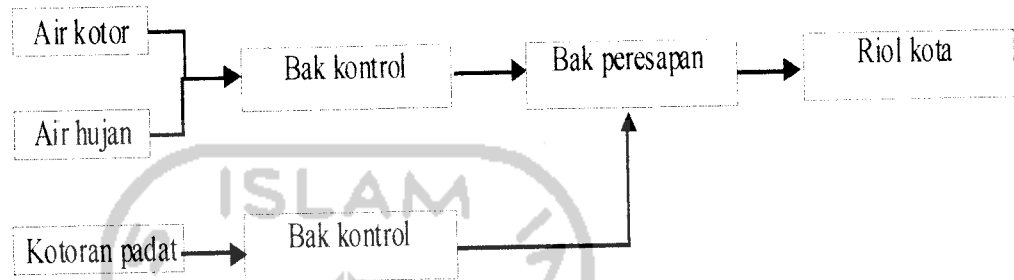 Air kotor
Bak kontrol
Bak peresapan
Riol kota
Air hujan
ISLAM
Kotoran padat
Bak kontrol